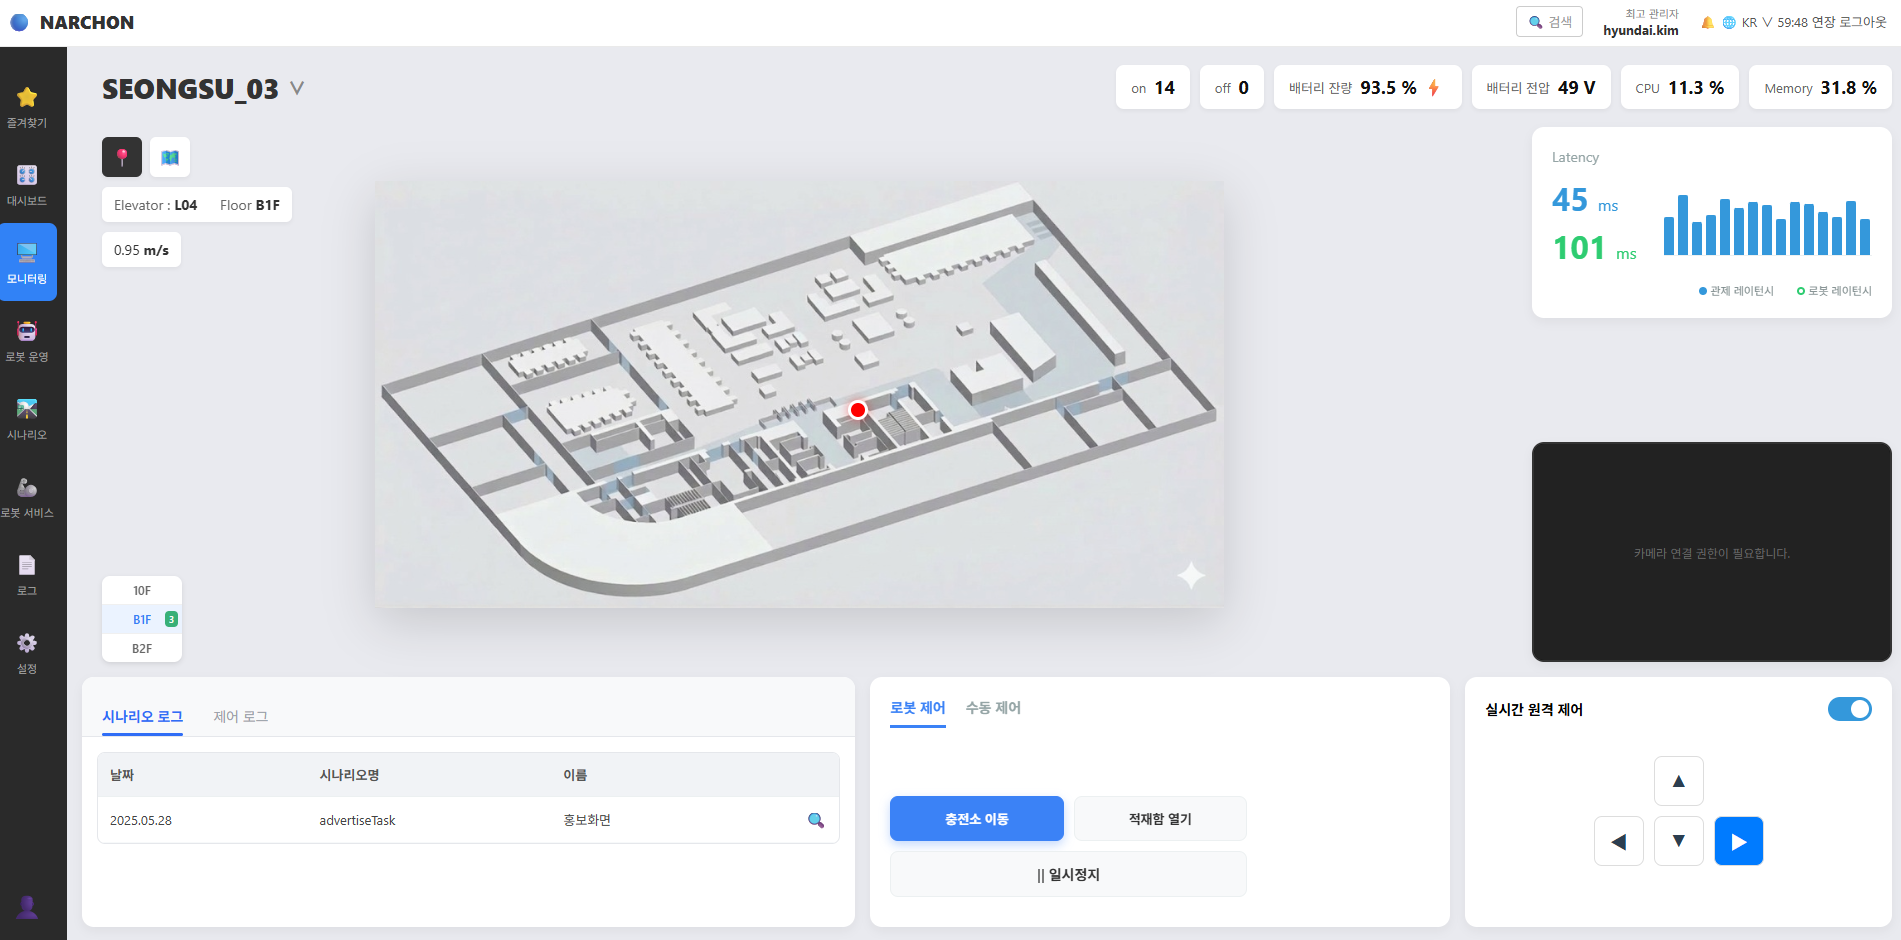 NARCHON
검색
최고 관리자
hyundai.kim
KR ∨ 59:48 연장 로그아웃
즐겨찾기
대시보드
모니터링
로봇 운영
시나리오
로봇 서비스
로그
설정
SEONGSU_03 ∨
on 14
off 0
배터리 잔량 93.5 %
배터리 전압 49 V
CPU 11.3 %
Memory 31.8 %
Elevator : L04 Floor B1F
0.95 m/s
Latency
45 ms
101 ms
관제 레이턴시
로봇 레이턴시
카메라 연결 권한이 필요합니다.
10F
B1F 3
B2F
시나리오 로그
제어 로그
날짜 시나리오명 이름
2025.05.28 advertiseTask 홍보화면
로봇 제어
수동 제어
충전소 이동
적재함 열기
|| 일시정지
실시간 원격 제어
▲
◀ ▼ ▶